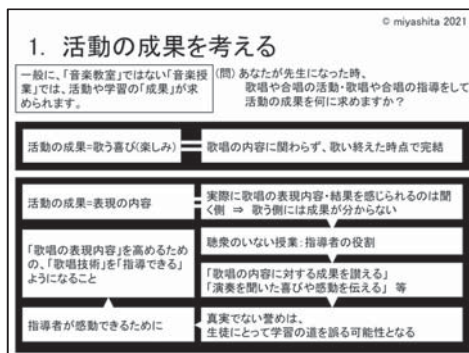 © miyashita 2021
1. 活動の成果を考える
一般に、「音楽教室」ではない「音楽授
業」では、活動や学習の「成果」が求
められます。
(問) あなたが先生になった時、
歌唱や合唱の活動・歌唱や合唱の指導をして
活動の成果を何に求めますか?
活動の成果=歌う喜び(楽しみ)
歌唱の内容に関わらず、歌い終えた時点で完結
活動の成果=表現の内容
実際に歌唱の表現内容・結果を感じられるのは聞
く側 ⇒ 歌う側には成果が分からない
聴衆のいない授業:指導者の役割
「歌唱の内容に対する成果を讃える」
「演奏を聞いた喜びや感動を伝える」 等
真実でない誉めは、
生徒にとって学習の道を誤る可能性となる
指導者が感動できるために
「歌唱の表現内容」を高めるため
の、「歌唱技術」を「指導できる」
ようになること